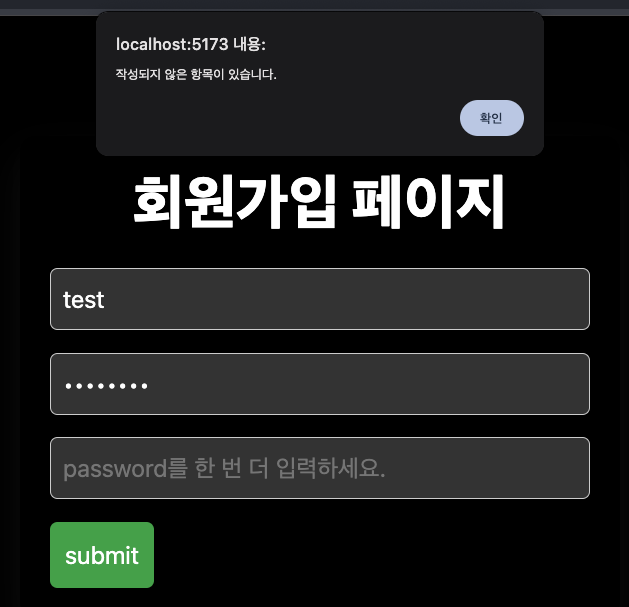 localhost:5173 내용:
작성되지 않은 항목이 있습니다.
확인
회원가입 페이지
test
••••••••
password를 한 번 더 입력하세요.
submit